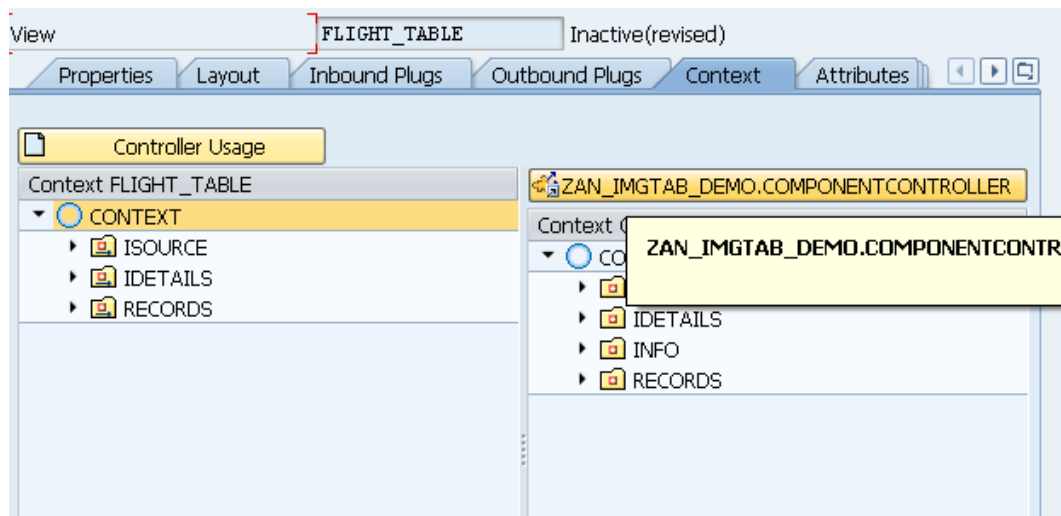 View FLIGHT_TABLE Inactive(revised)
Properties Layout Inbound Plugs Outbound Plugs Context Attributes
Controller Usage
Context FLIGHT_TABLE
CONTEXT
ISOURCE
IDETAILS
RECORDS
ZAN_IMGTAB_DEMO.COMPONENTCONTROLLER
Context
ZAN_IMGTAB_DEMO.COMPONENTCONTR
CO
IDETAILS
INFO
RECORDS